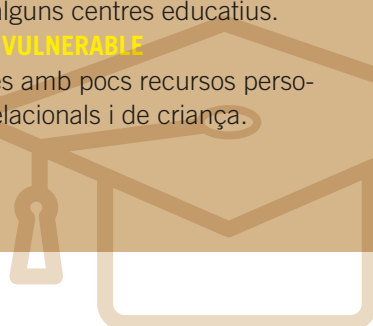 alguns centres educatius.
VULNERABLE
es amb pocs recursos perso-
elacionals i de criança.